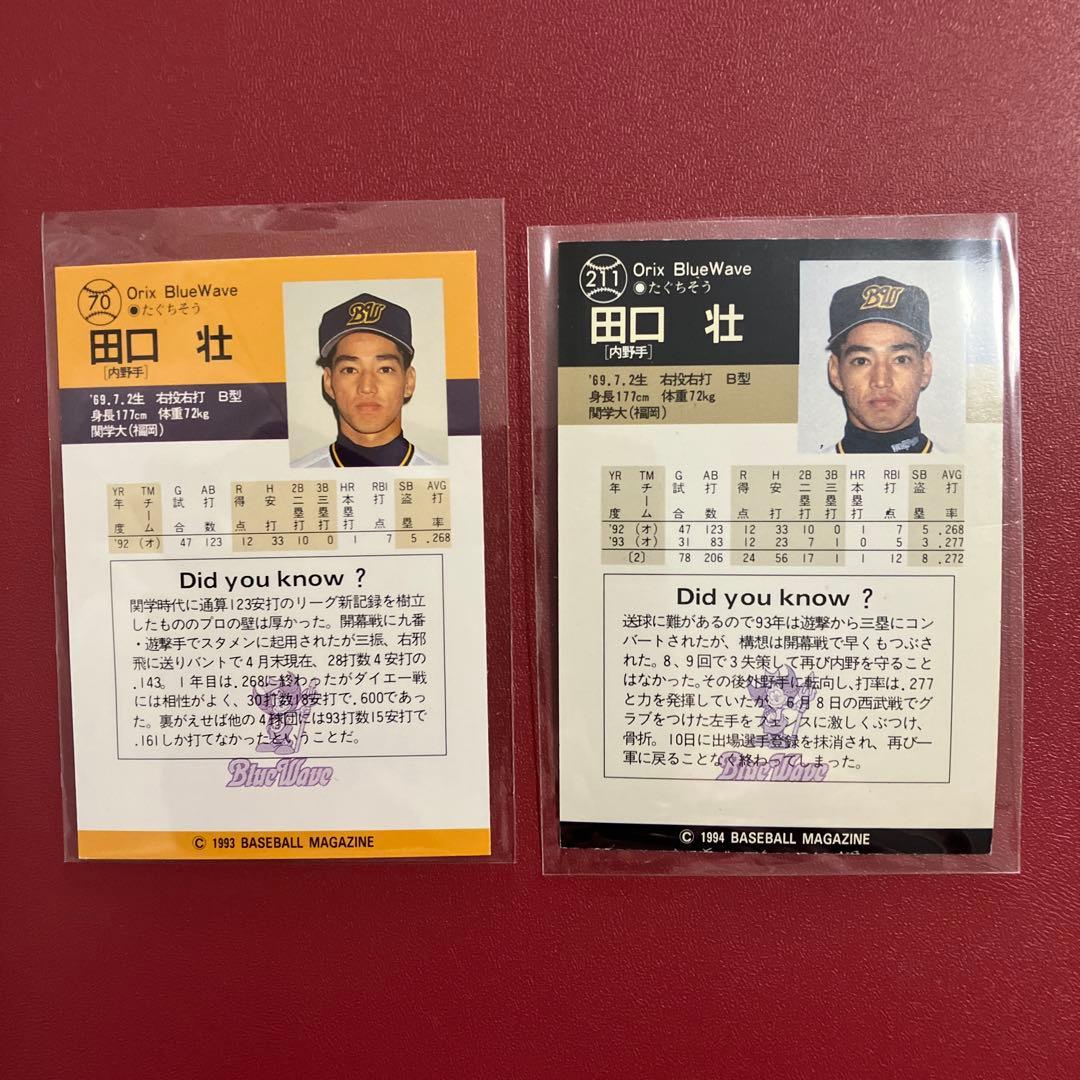 70
Orix BlueWave
●たぐちそう
田口 壮
[内野手]
'69.7.2生 右投右打 B型
身長177cm 体重72kg
関学大(福岡)
YR TM G AB R H 2B 3B HR RBI SB AVG
年度 チーム 試合 打数 得点 安打 二塁打 三塁打 本塁打 打点 盗塁 打率
'92 (オ) 47 123 12 33 10 0 1 7 5 .268
Did you know ?
関学時代に通算123安打のリーグ新記録を樹立
したもののプロの壁は厚かった。開幕戦に九番
・遊撃手でスタメンに起用されたが三振、右邪
飛に送りバントで4月末現在、28打数4安打の
.143。1年目は.268に終わったがダイエー戦
には相性がよく、30打数18安打で.600であっ
た。裏がえせば他の4球団には93打数15安打で
.161しか打てなかったということだ。
BlueWave
© 1993 BASEBALL MAGAZINE
211
Orix BlueWave
●たぐちそう
田口 壮
[内野手]
'69.7.2生 右投右打 B型
身長177cm 体重72kg
関学大(福岡)
YR TM G AB R H 2B 3B HR RBI SB AVG
年度 チーム 試合 打数 得点 安打 二塁打 三塁打 本塁打 打点 盗塁 打率
'92 (オ) 47 123 12 33 10 0 1 7 5 .268
'93 (オ) 31 83 12 23 7 1 0 5 3 .277
[2] 78 206 24 56 17 1 1 12 8 .272
Did you know ?
送球に難があるので93年は遊撃から三塁にコン
バートされたが、構想は開幕戦で早くもつぶさ
れた。8、9回で3失策して再び内野を守ること
はなかった。その後外野手に転向し、打率は.277
と力を発揮していたが、6月8日の西武戦でグ
ラブをつけた左手をフェンスに激しくぶつけ、
骨折。10日に出場選手登録を抹消され、再び一
軍に戻ることなく終わってしまった。
BlueWave
© 1994 BASEBALL MAGAZINE